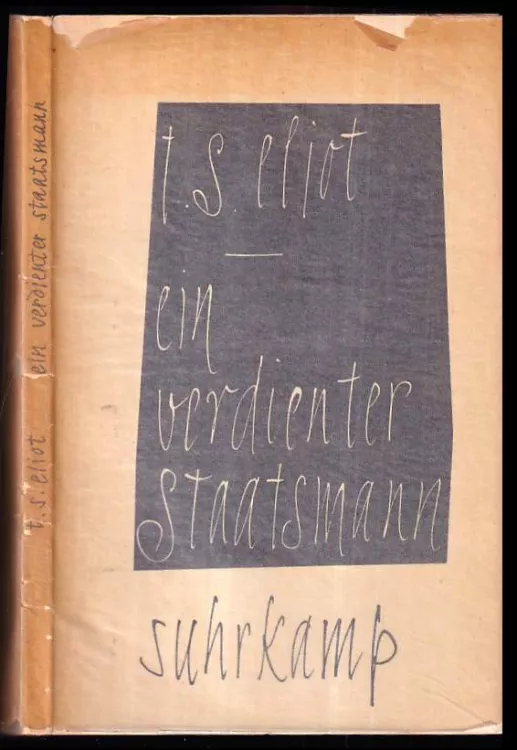 t. s. eliot
ein
verdienter
staatsmann
suhrkamp
t. s. eliot ein verdienter staatsmann